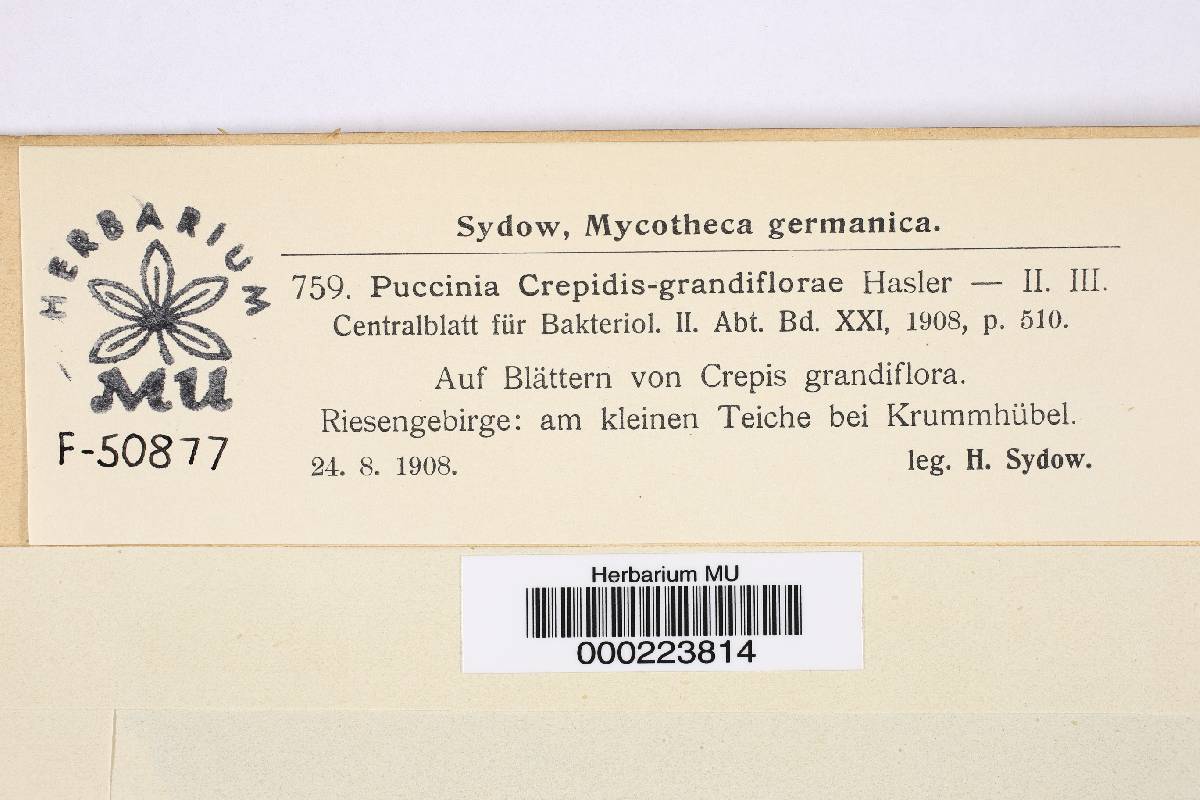 HERBARIUM
MU
F-50877
Sydow, Mycotheca germanica.
759. Puccinia Crepidis-grandiflorae Hasler — II. III.
Centralblatt für Bakteriol. II. Abt. Bd. XXI, 1908, p. 510.
Auf Blättern von Crepis grandiflora.
Riesengebirge: am kleinen Teiche bei Krummhübel.
24. 8. 1908. leg. H. Sydow.
Herbarium MU
000223814